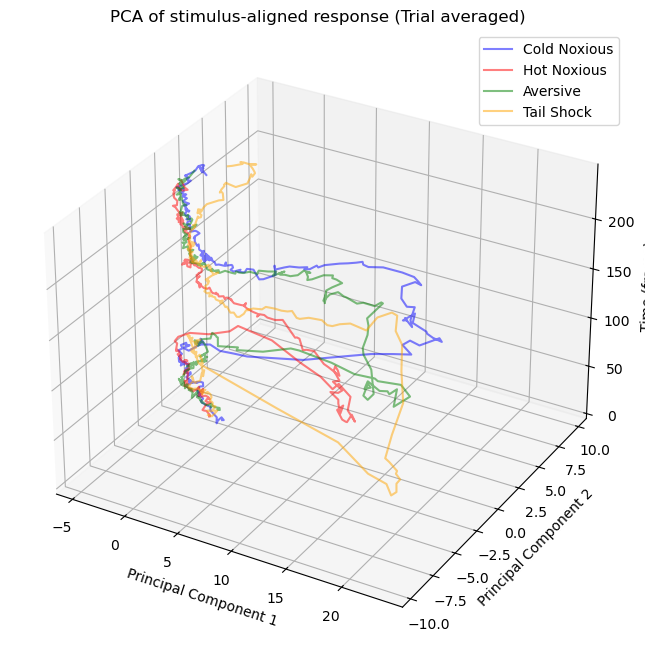 PCA of stimulus-aligned response (Trial averaged)
Cold Noxious
Hot Noxious
Aversive
Tail Shock
200
150
100
50
0
10.0
7.5
5.0
2.5
0.0
−2.5
−5.0
−7.5
−10.0
Principal Component 2
−5
0
5
10
15
20
Principal Component 1